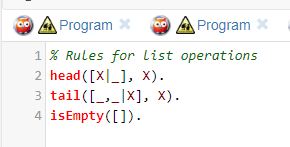 Program Program
1 % Rules for list operations
2 head([X|_], X).
3 tail([_,_|X], X).
4 isEmpty([]).